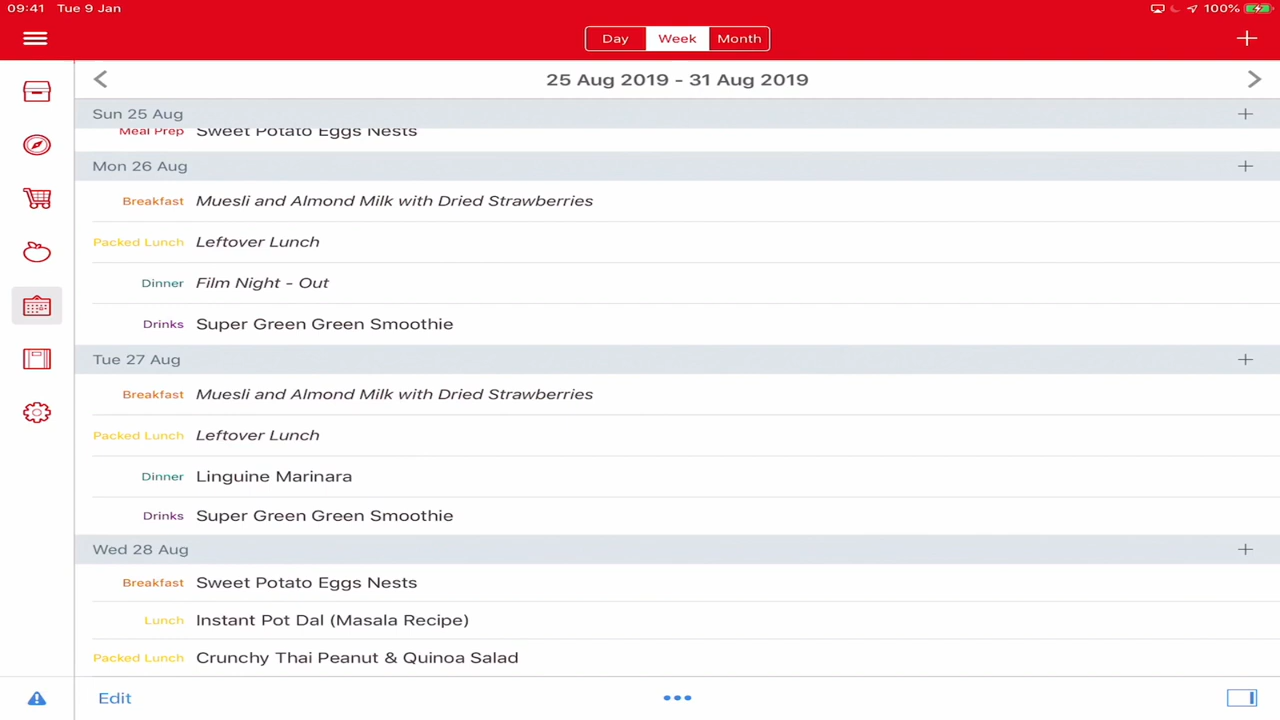 09:41 Tue 9 Jan 100%
Day Week Month
25 Aug 2019 - 31 Aug 2019
Sun 25 Aug
Meal Prep Sweet Potato Eggs Nests
Mon 26 Aug
Breakfast Muesli and Almond Milk with Dried Strawberries
Packed Lunch Leftover Lunch
Dinner Film Night - Out
Drinks Super Green Green Smoothie
Tue 27 Aug
Breakfast Muesli and Almond Milk with Dried Strawberries
Packed Lunch Leftover Lunch
Dinner Linguine Marinara
Drinks Super Green Green Smoothie
Wed 28 Aug
Breakfast Sweet Potato Eggs Nests
Lunch Instant Pot Dal (Masala Recipe)
Packed Lunch Crunchy Thai Peanut & Quinoa Salad
Edit